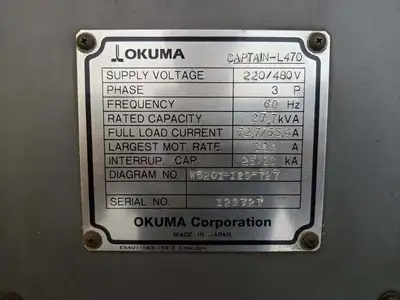 OKUMA CAPTAIN-L470
SUPPLY VOLTAGE 220/480V
PHASE 3 P
FREQUENCY 60 Hz
RATED CAPACITY 27,7kVA
FULL LOAD CURRENT A
LARGEST MOT. RATE. A
INTERRUP. CAP. kA
DIAGRAM NO.
SERIAL NO.
OKUMA Corporation
MADE IN JAPAN